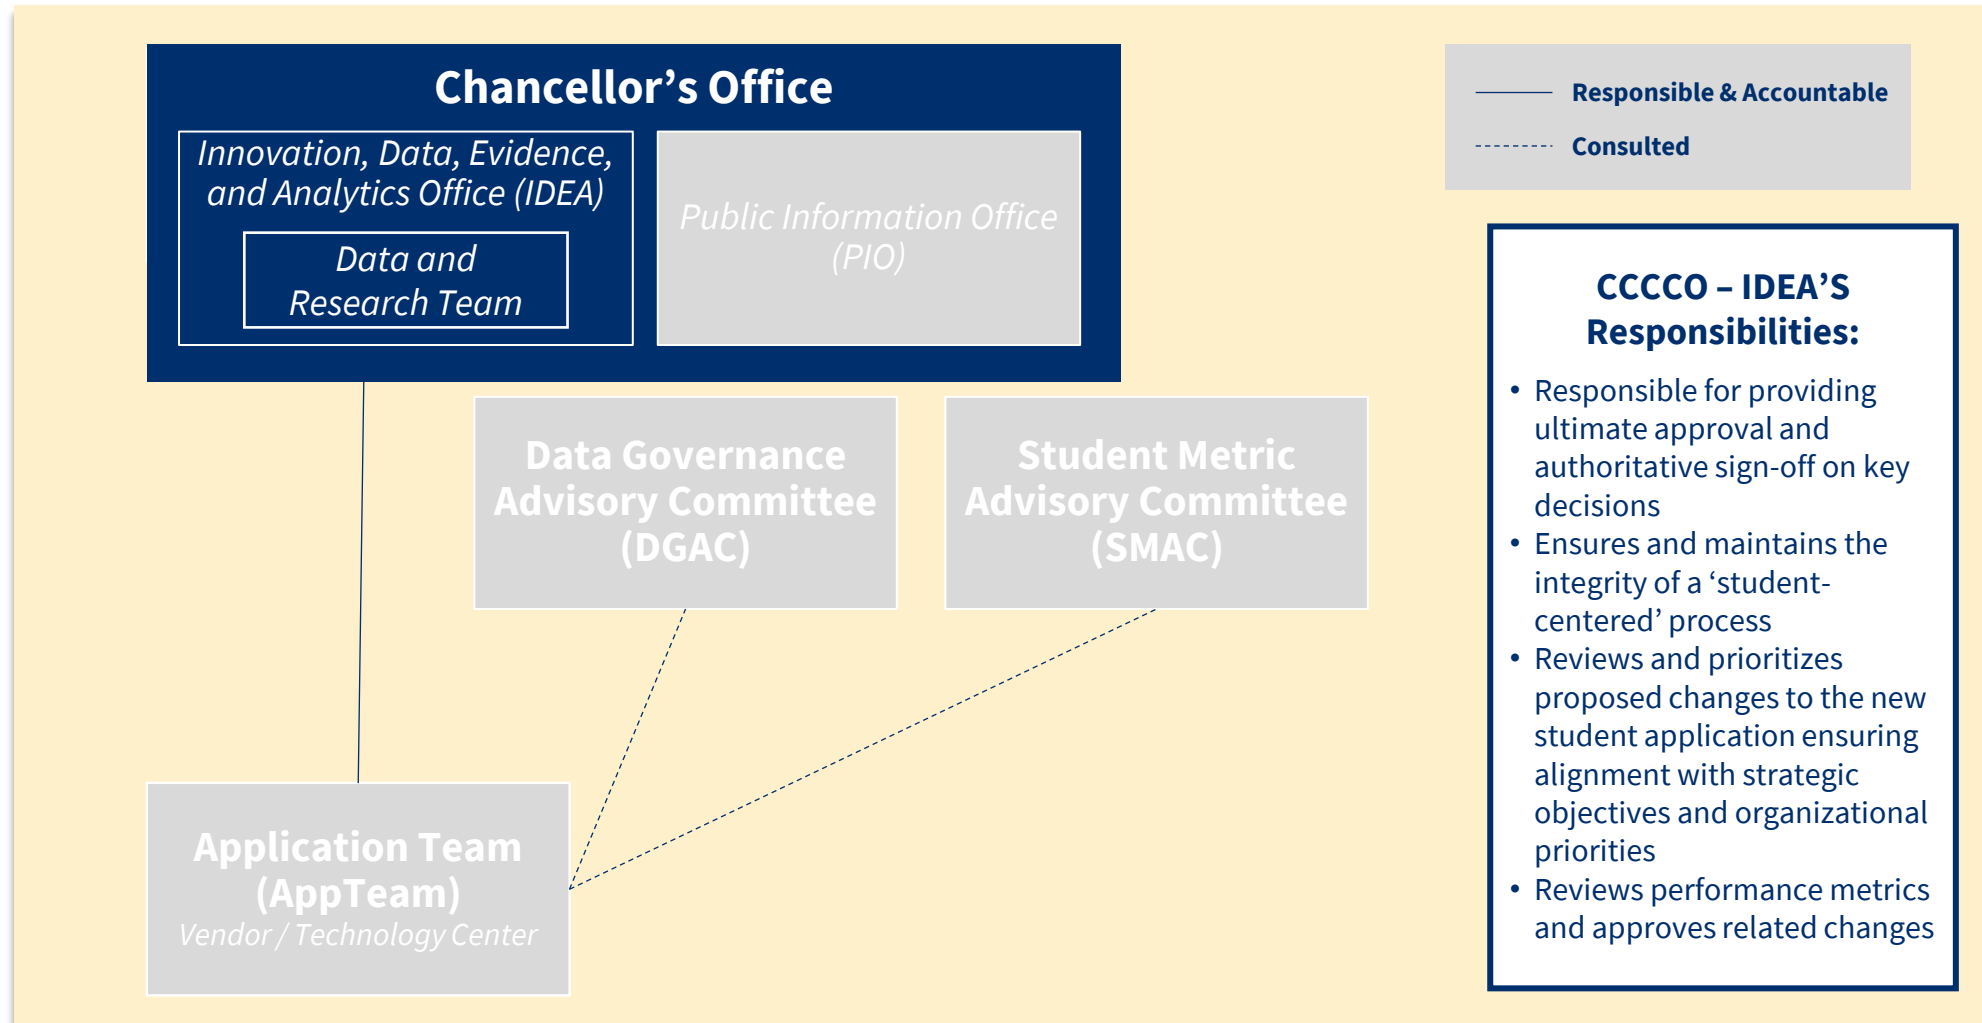 Chancellor’s Office
Innovation, Data, Evidence,
and Analytics Office (IDEA)
Data and
Research Team
Public Information Office
(PIO)
Responsible & Accountable
Consulted
Data Governance
Advisory Committee
(DGAC)
Student Metric
Advisory Committee
(SMAC)
Application Team
(AppTeam)
Vendor / Technology Center
CCCCO – IDEA’S
Responsibilities:
• Responsible for providing
ultimate approval and
authoritative sign-off on key
decisions
• Ensures and maintains the
integrity of a ‘student-
centered’ process
• Reviews and prioritizes
proposed changes to the new
student application ensuring
alignment with strategic
objectives and organizational
priorities
• Reviews performance metrics
and approves related changes